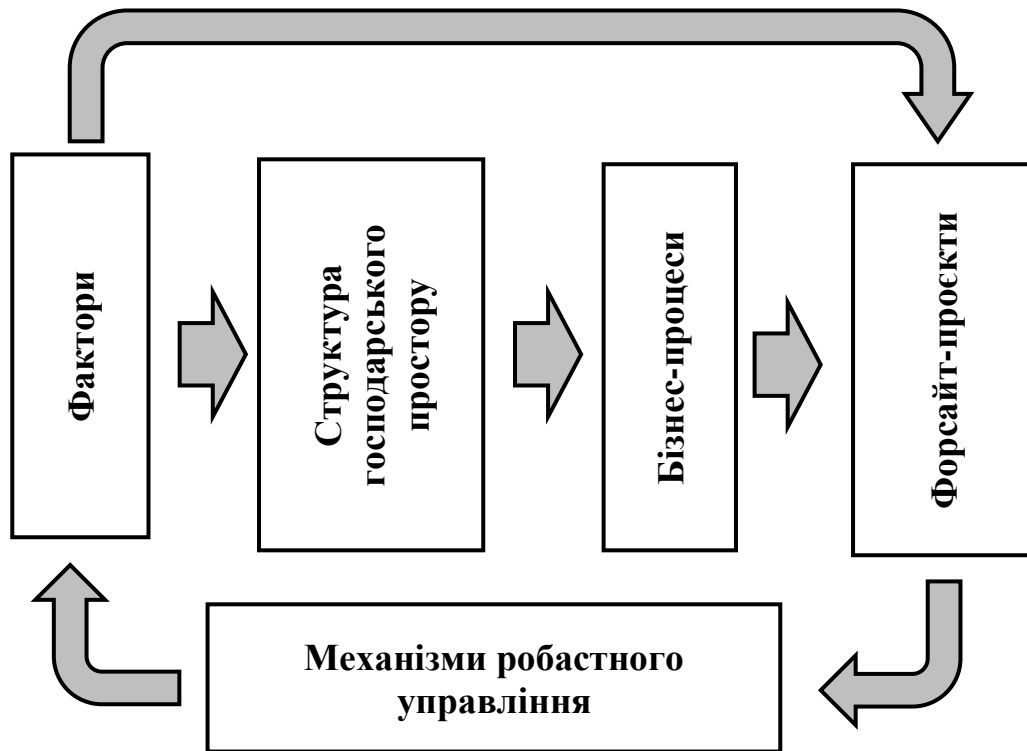 Фактори
Структура
господарського
простору
Бізнес-процеси
Форсайт-проєкти
Механізми робастного
управління